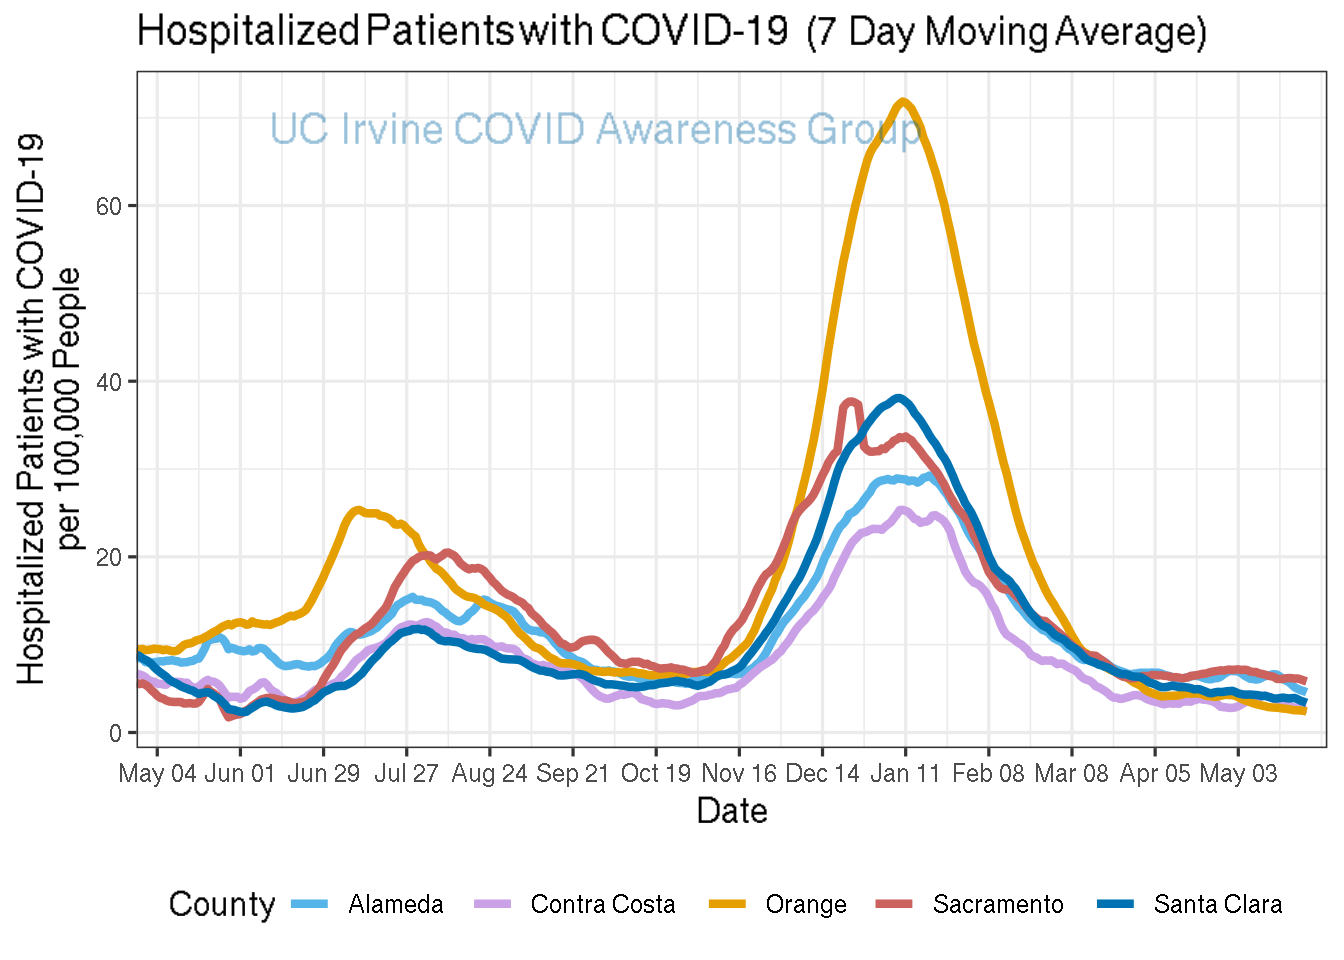 Hospitalized Patients with COVID-19 (7 Day Moving Average)
UC Irvine COVID Awareness Group
Hospitalized Patients with COVID-19
per 100,000 People
60
40
20
0
May 04 Jun 01 Jun 29 Jul 27 Aug 24 Sep 21 Oct 19 Nov 16 Dec 14 Jan 11 Feb 08 Mar 08 Apr 05 May 03
Date
County Alameda Contra Costa Orange Sacramento Santa Clara